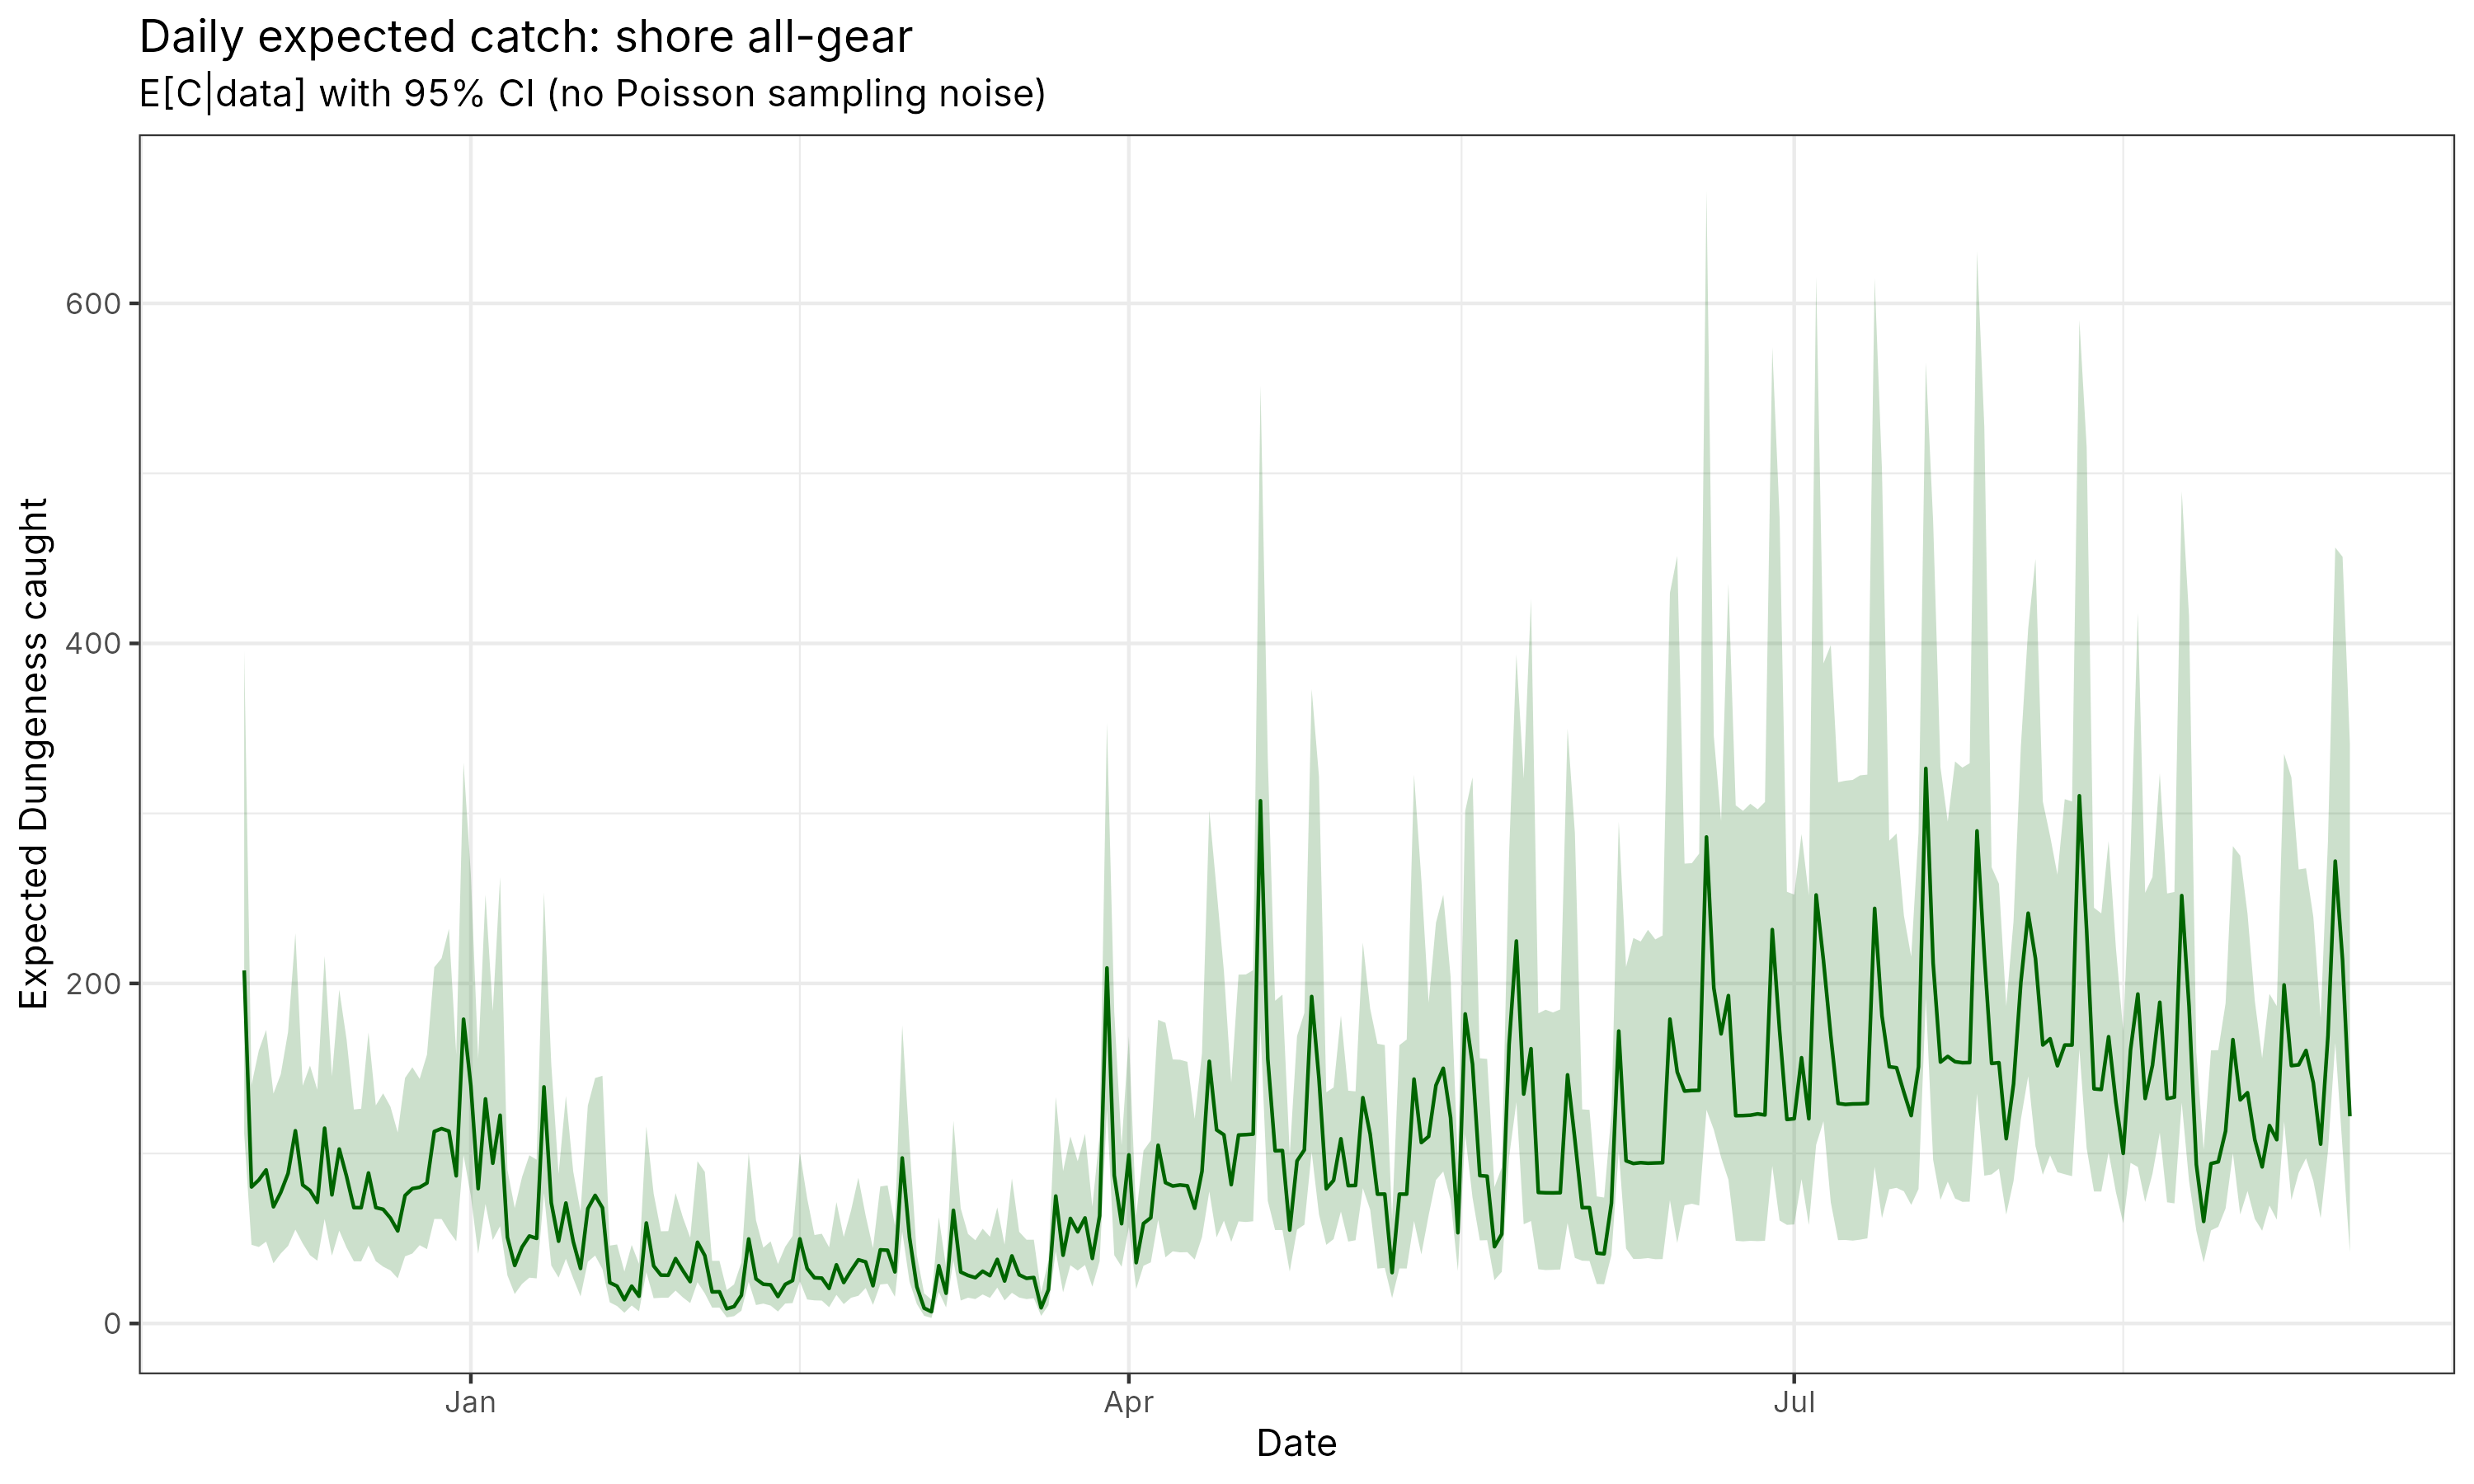 Daily expected catch: shore all-gear
E[C|data] with 95% CI (no Poisson sampling noise)
Expected Dungeness caught
600
400
200
0
Jan
Apr
Jul
Date